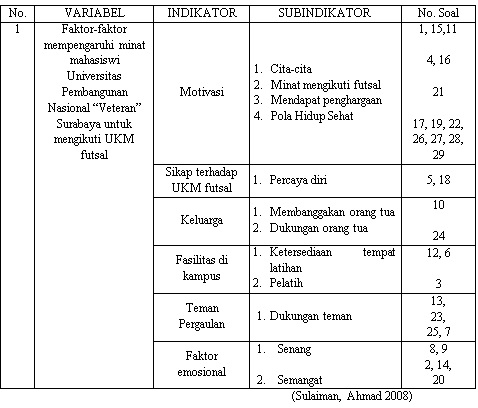 No. VARIABEL INDIKATOR SUBINDIKATOR No. Soal
1
Faktor-faktor
mempengaruhi minat
mahasiswi
Universitas
Pembangunan
Nasional “Veteran”
Surabaya untuk
mengikuti UKM
futsal
Motivasi
1. Cita-cita
2. Minat mengikuti futsal
3. Mendapat penghargaan
4. Pola Hidup Sehat
1, 15,11
4, 16
21
17, 19, 22,
26, 27, 28,
29
Sikap terhadap
UKM futsal
1. Percaya diri
5, 18
Keluarga
1. Membanggakan orang tua
2. Dukungan orang tua
10
24
Fasilitas di
kampus
1. Ketersediaan tempat
latihan
2. Pelatih
12, 6
3
Teman
Pergaulan
1. Dukungan teman
13,
23,
25, 7
Faktor
emosional
1. Senang
2. Semangat
8, 9
2, 14,
20
(Sulaiman, Ahmad 2008)